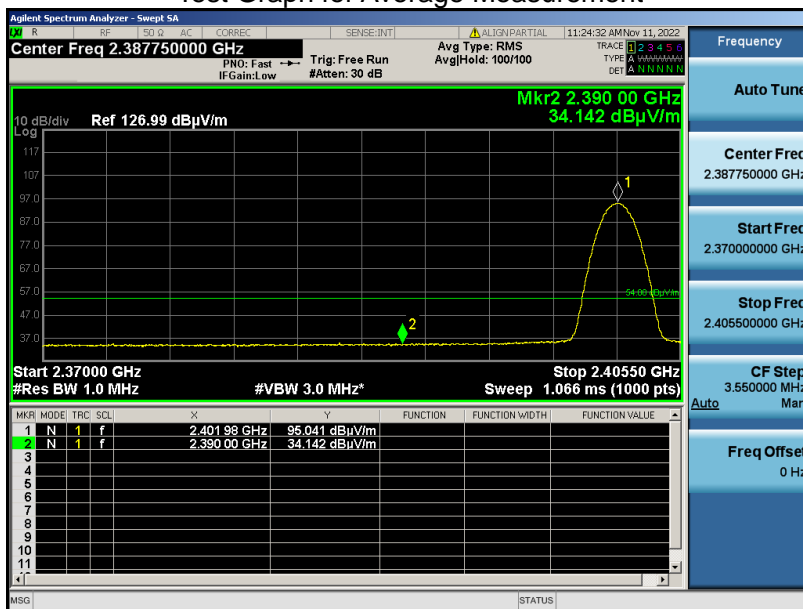 Test Graph for Average Measurement
Agilent Spectrum Analyzer - Swept SA
LXI R RF 50 Ω AC CORREC SENSE:INT ALIGN PARTIAL 11:24:32 AM Nov 11, 2022
Center Freq 2.387750000 GHz
PNO: Fast
IFGain:Low
Trig: Free Run
#Atten: 30 dB
Avg Type: RMS
Avg|Hold: 100/100
TRACE 1 2 3 4 5 6
TYPE A WWWWW
DET A N N N N N
Mkr2 2.390 00 GHz
34.142 dBµV/m
10 dB/div Ref 126.99 dBµV/m
Log
117
107
97.0
87.0
77.0
67.0
57.0
47.0
37.0
1
54.00 dBµV/m
2
Start 2.37000 GHz Stop 2.40550 GHz
#Res BW 1.0 MHz #VBW 3.0 MHz* Sweep 1.066 ms (1000 pts)
MKR MODE TRC SCL X Y FUNCTION FUNCTION WIDTH FUNCTION VALUE
1 N 1 f 2.401 98 GHz 95.041 dBµV/m
2 N 1 f 2.390 00 GHz 34.142 dBµV/m
3
4
5
6
7
8
9
10
11
MSG STATUS
Frequency
Auto Tune
Center Freq
2.387750000 GHz
Start Freq
2.370000000 GHz
Stop Freq
2.405500000 GHz
CF Step
3.550000 MHz
Auto Man
Freq Offset
0 Hz